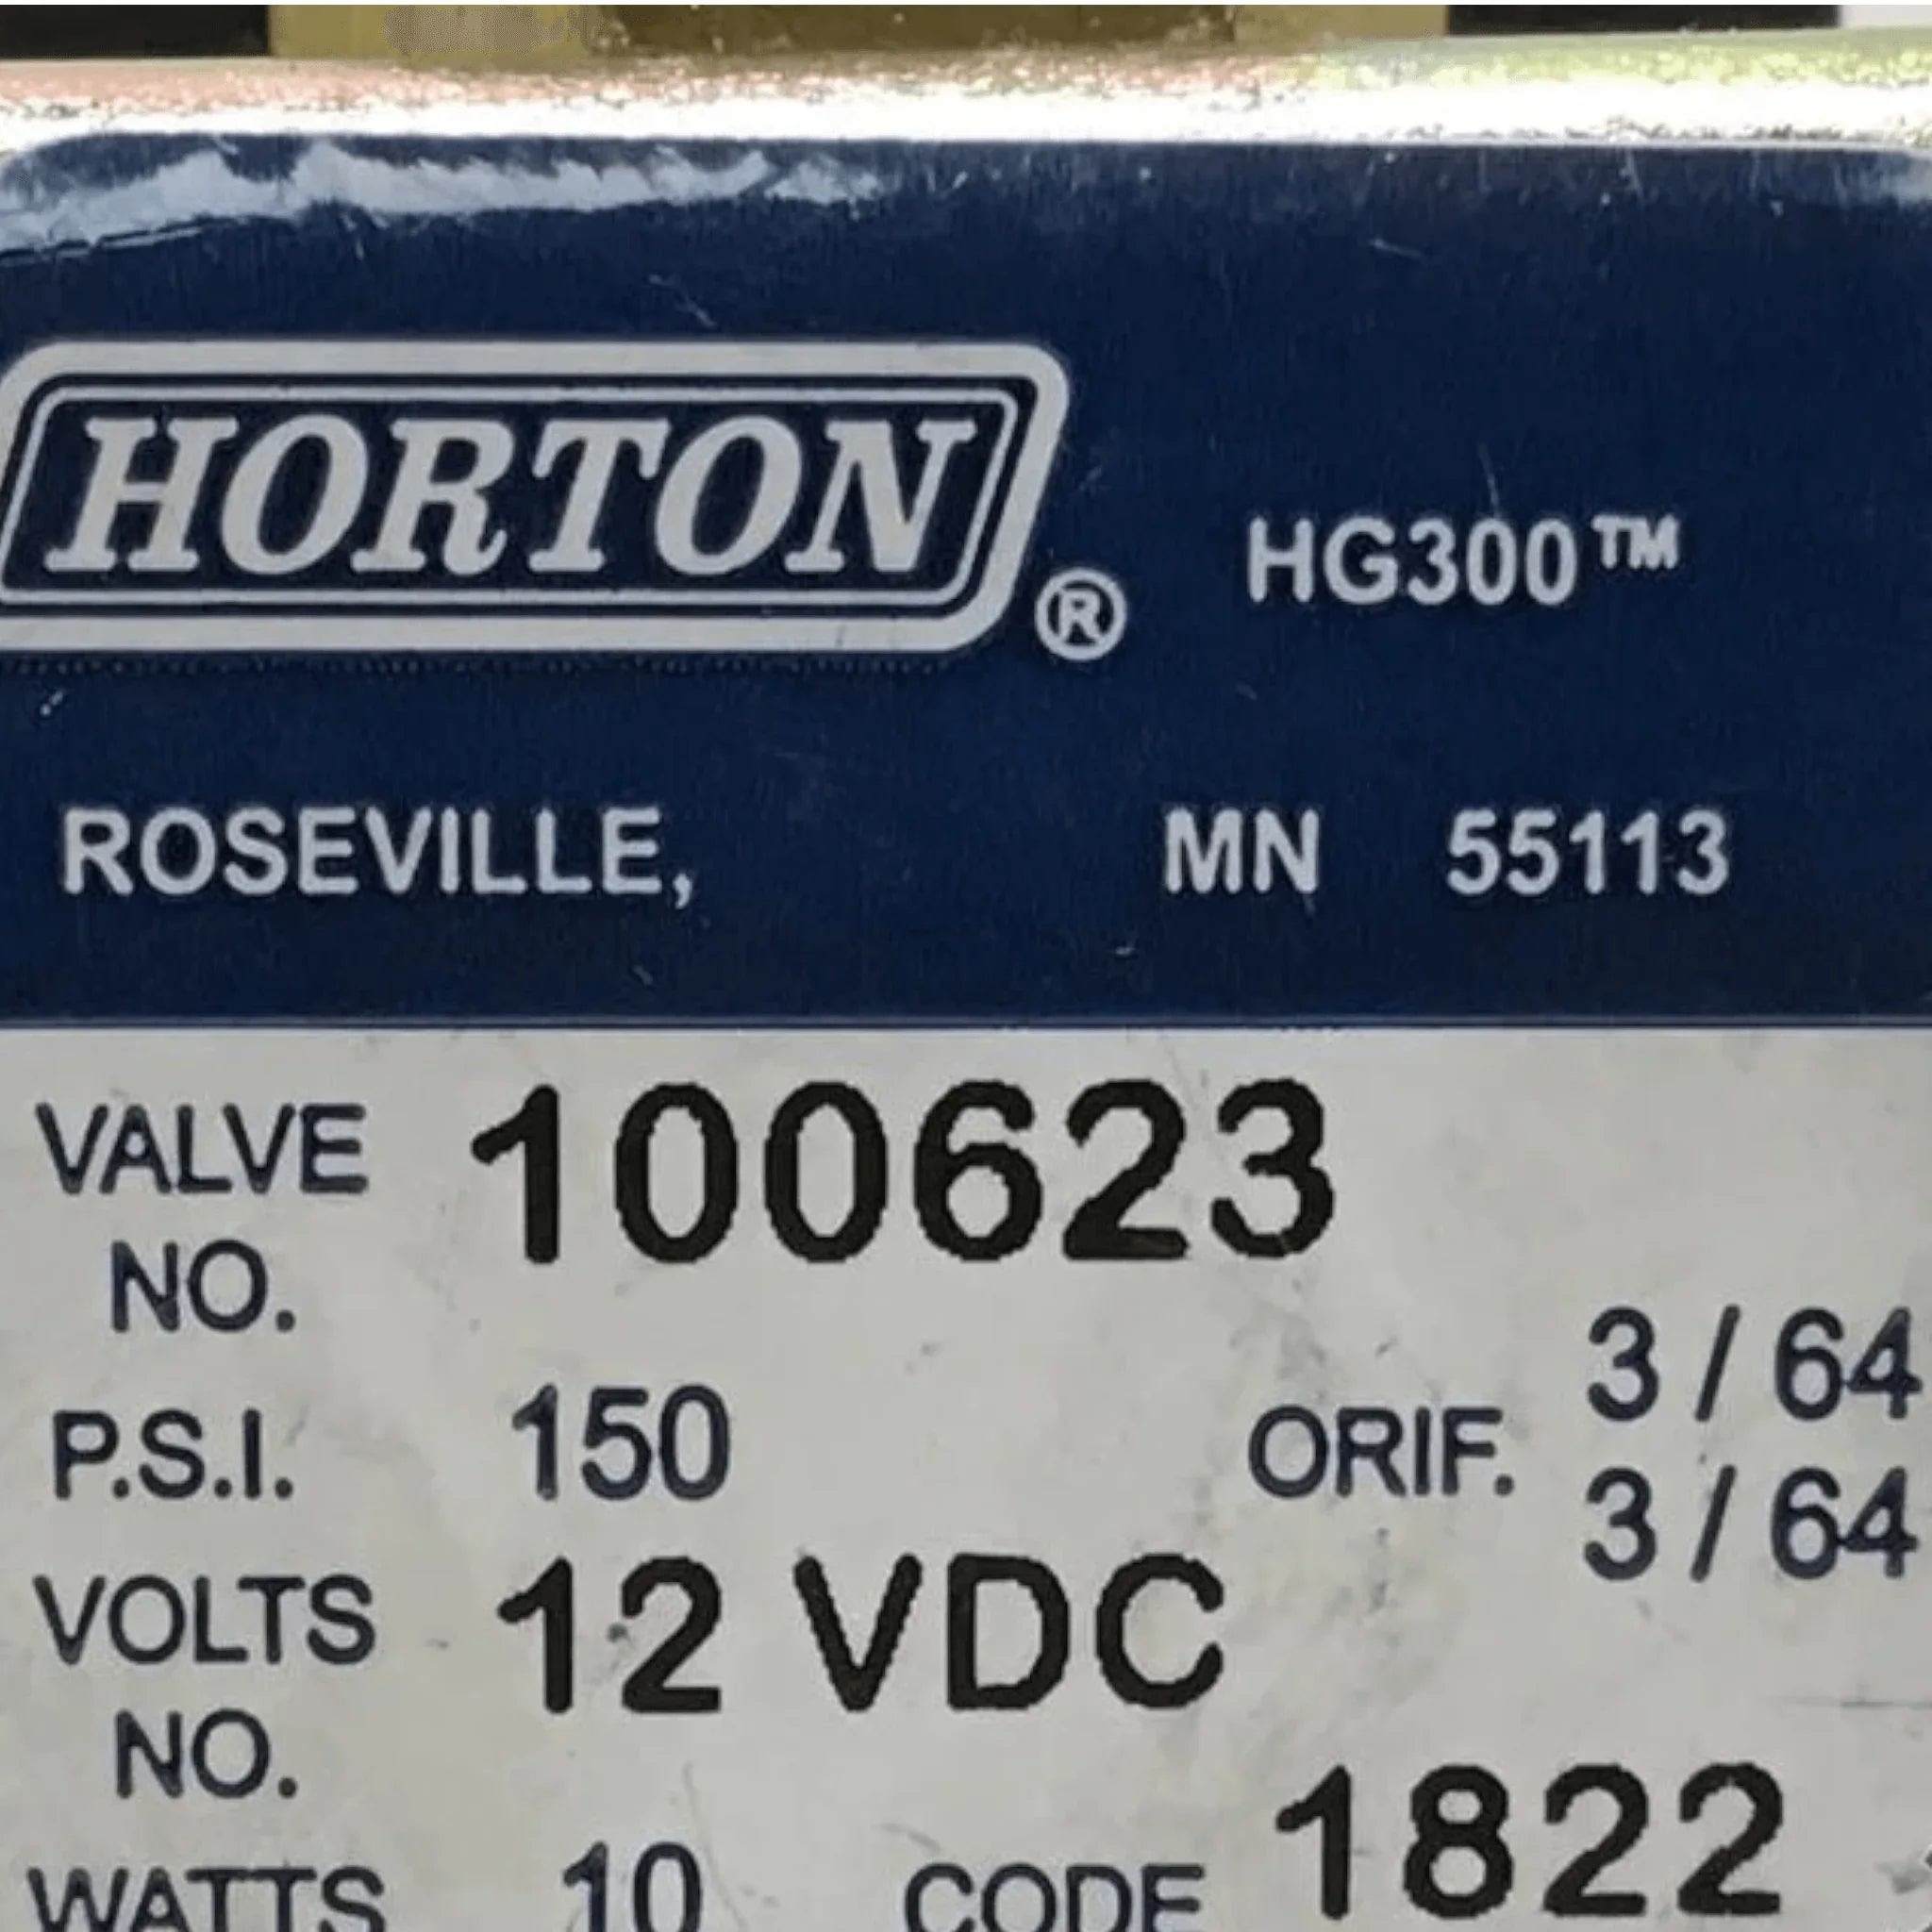 HORTON® HG300™
ROSEVILLE, MN 55113
VALVE NO. 100623
P.S.I. 150 ORIF. 3/64 3/64
VOLTS NO. 12 VDC
WATTS 10 CODE 1822